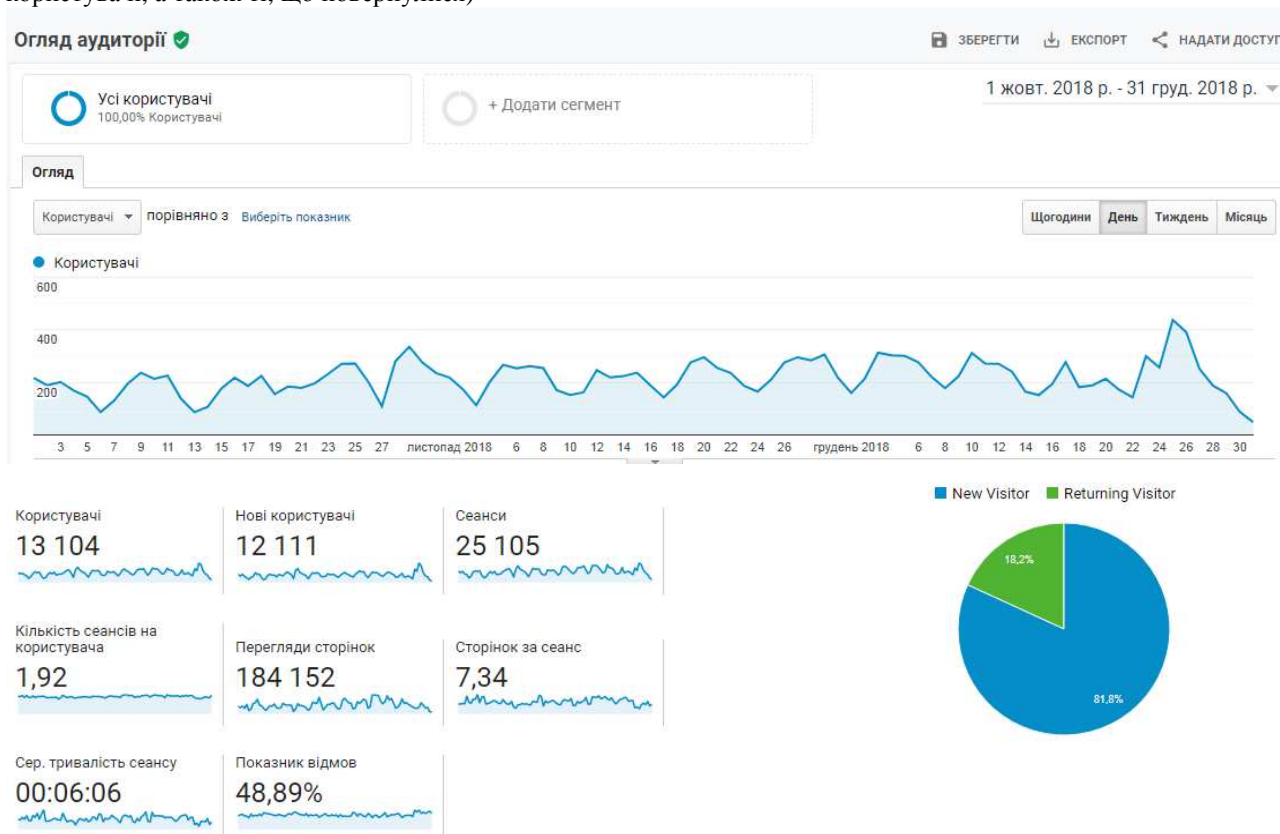 Огляд аудиторії
ЗБЕРЕГТИ ЕКСПОРТ НАДАТИ ДОСТУП
Усі користувачі
100,00% Користувачі
+ Додати сегмент
1 жовт. 2018 р. - 31 груд. 2018 р.
Огляд
Користувачі порівняно з Виберіть показник
Щогодини День Тиждень Місяць
Користувачі
600
400
200
3 5 7 9 11 13 15 17 19 21 23 25 27 листопад 2018 6 8 10 12 14 16 18 20 22 24 26 грудень 2018 6 8 10 12 14 16 18 20 22 24 26 28 30
New Visitor Returning Visitor
18,2%
81,8%
Користувачі
13 104
Нові користувачі
12 111
Сеанси
25 105
Кількість сеансів на
користувача
1,92
Перегляди сторінок
184 152
Сторінок за сеанс
7,34
Сер. тривалість сеансу
00:06:06
Показник відмов
48,89%